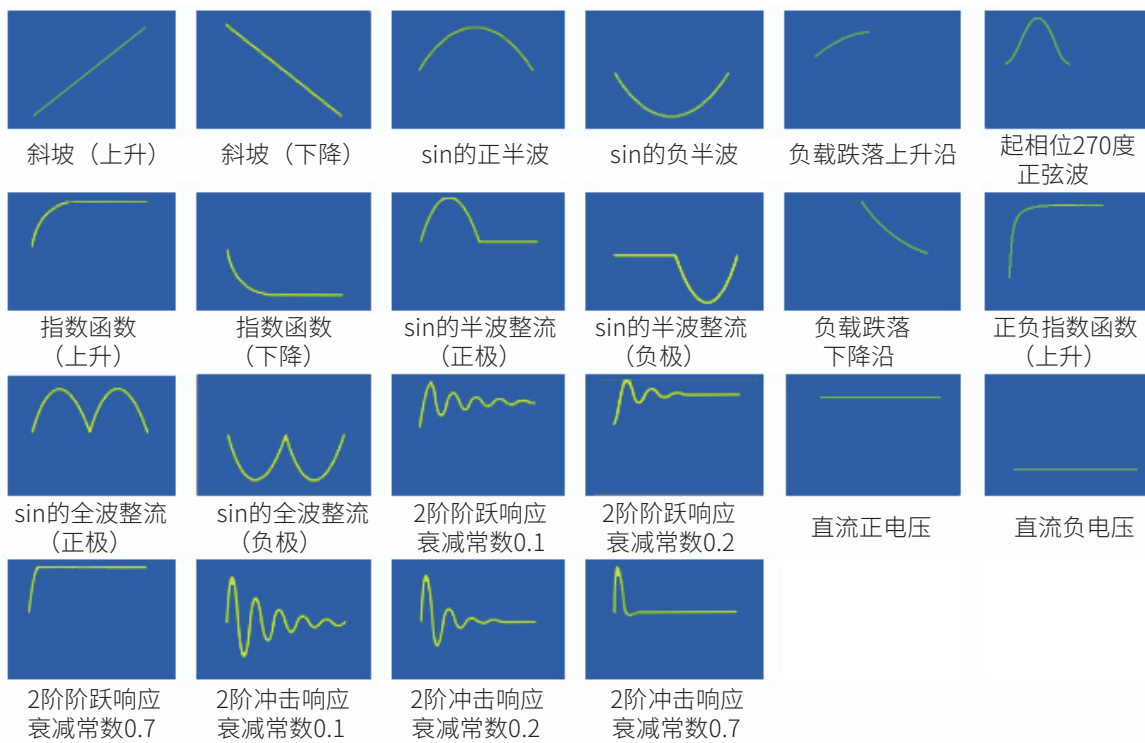 斜坡（上升）
斜坡（下降）
sin的正半波
sin的负半波
负载跌落上升沿
起相位270度
正弦波
指数函数
（上升）
指数函数
（下降）
sin的半波整流
（正极）
sin的半波整流
（负极）
负载跌落
下降沿
正负指数函数
（上升）
sin的全波整流
（正极）
sin的全波整流
（负极）
2阶阶跃响应
衰减常数0.1
2阶阶跃响应
衰减常数0.2
直流正电压
直流负电压
2阶阶跃响应
衰减常数0.7
2阶冲击响应
衰减常数0.1
2阶冲击响应
衰减常数0.2
2阶冲击响应
衰减常数0.7